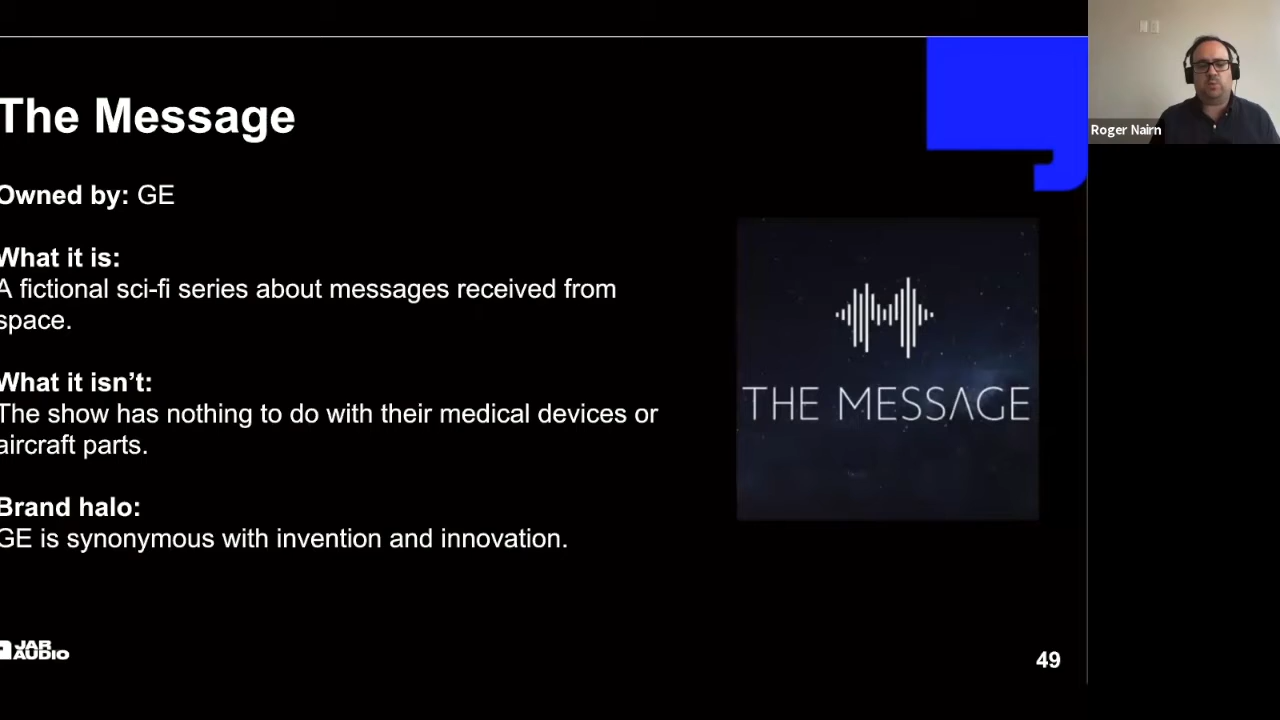 The Message
Owned by: GE
What it is:
A fictional sci-fi series about messages received from
space.
What it isn't:
The show has nothing to do with their medical devices or
aircraft parts.
Brand halo:
GE is synonymous with invention and innovation.
THE MESSAGE
JAR
AUDIO
49
Roger Nairn